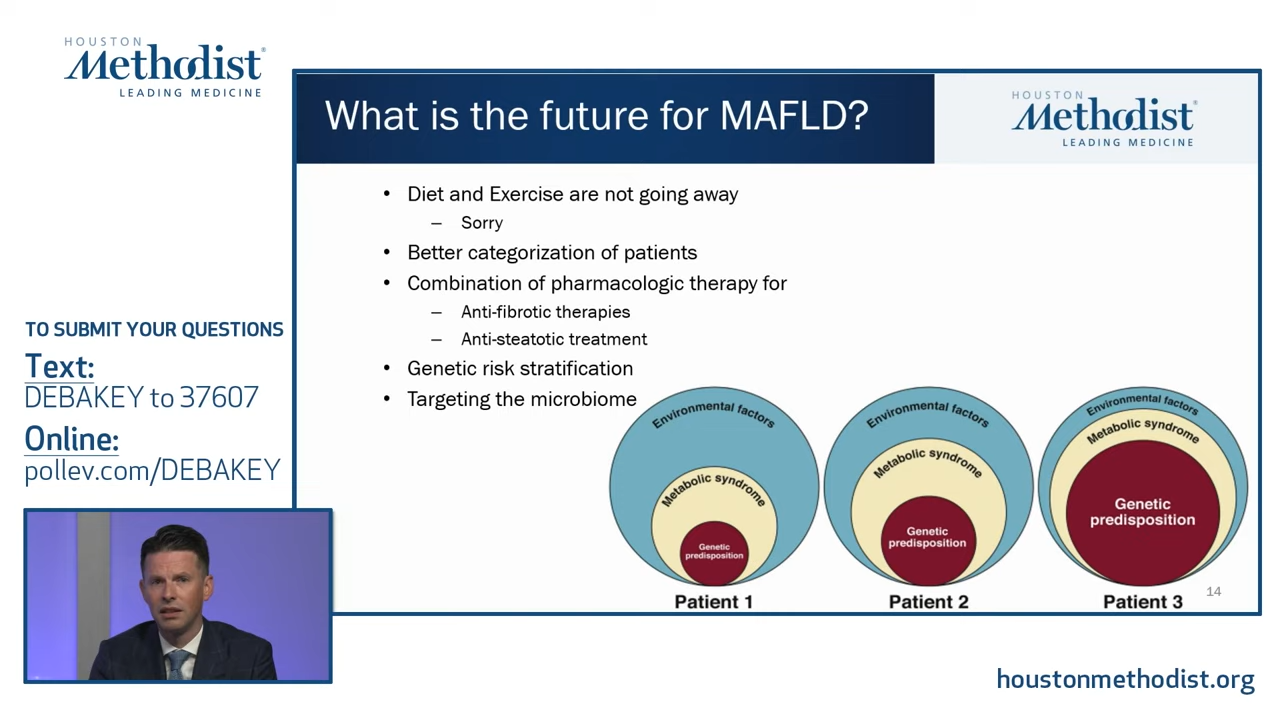 HOUSTON
Methodist®
LEADING MEDICINE
What is the future for MAFLD?
HOUSTON
Methodist®
LEADING MEDICINE
• Diet and Exercise are not going away
– Sorry
• Better categorization of patients
• Combination of pharmacologic therapy for
– Anti-fibrotic therapies
– Anti-steatotic treatment
• Genetic risk stratification
• Targeting the microbiome
Environmental factors
Metabolic syndrome
Genetic
predisposition
Patient 1
Environmental factors
Metabolic syndrome
Genetic
predisposition
Patient 2
Environmental factors
Metabolic syndrome
Genetic
predisposition
Patient 3
14
TO SUBMIT YOUR QUESTIONS
Text:
DEBAKEY to 37607
Online:
pollev.com/DEBAKEY
houstonmethodist.org